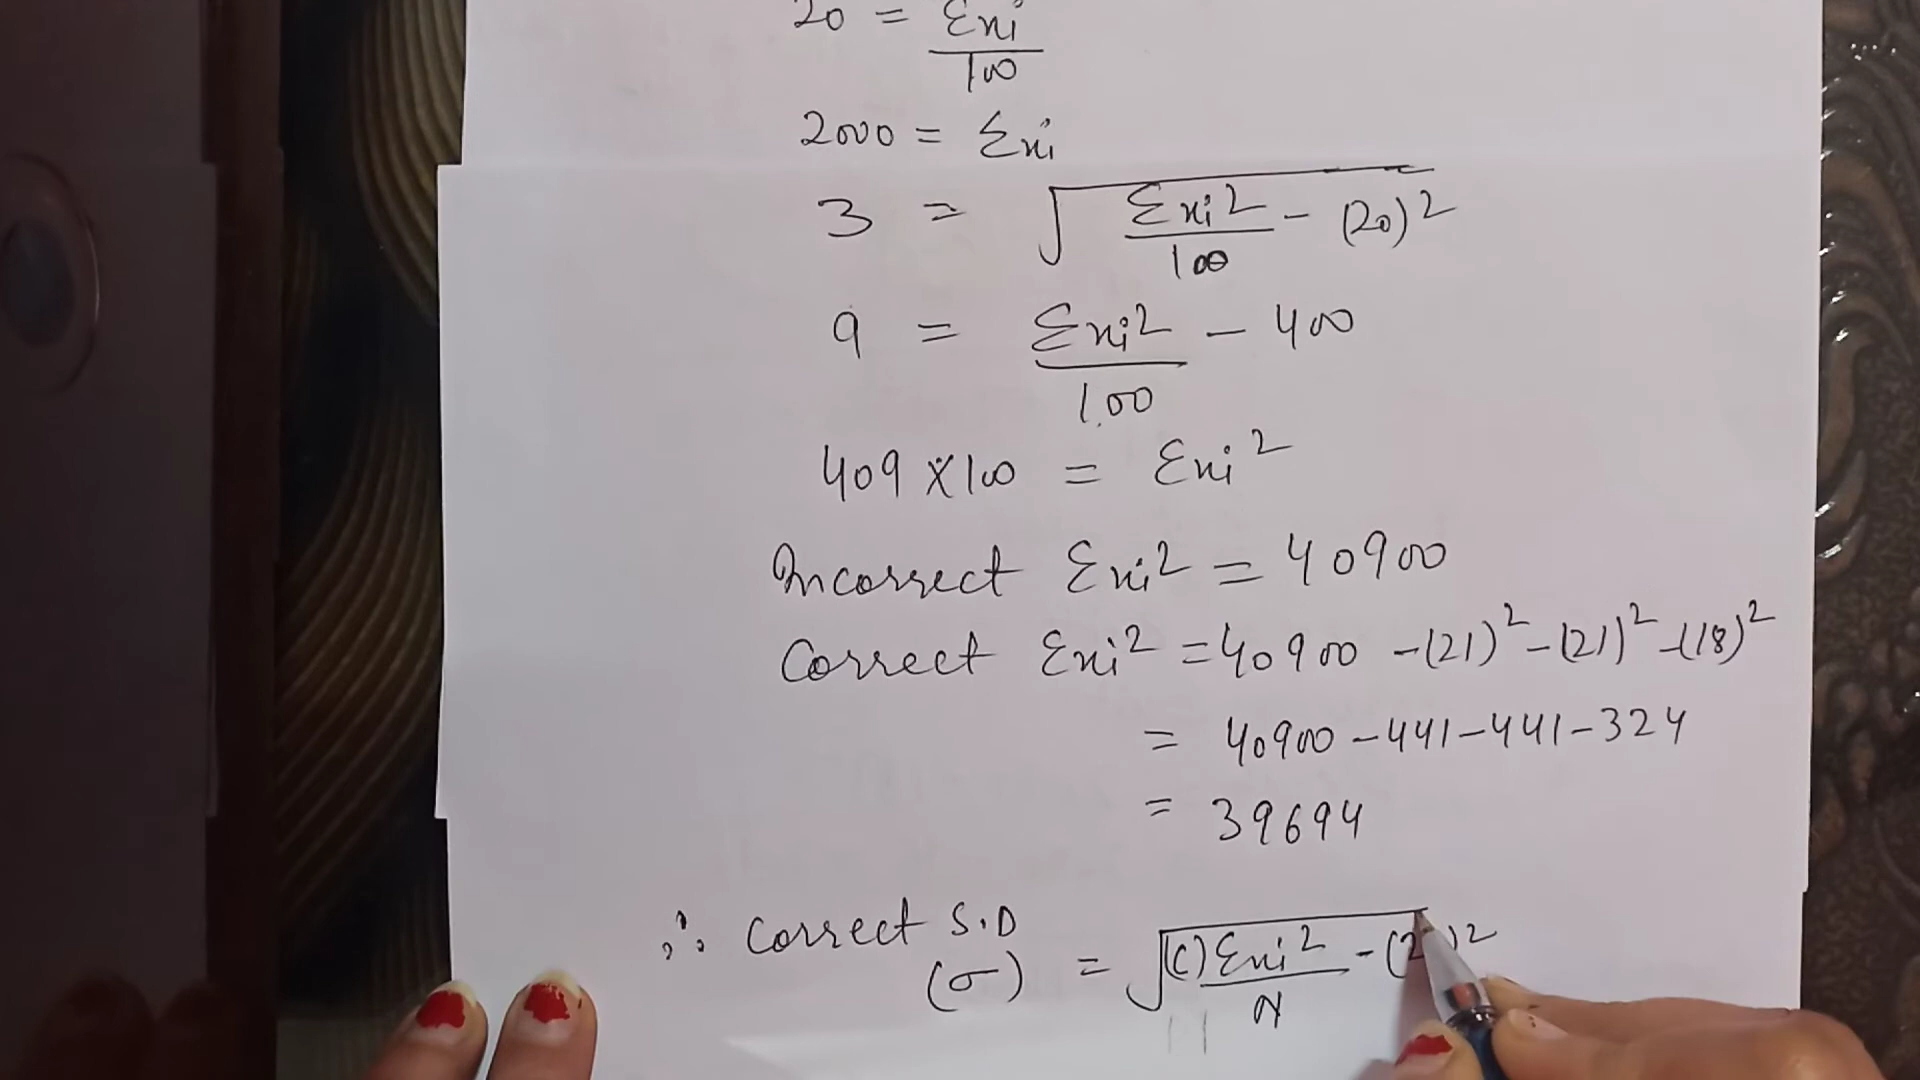 20 = Σxi
100
2000 = Σxi
3 = √ Σxi² - (20)²
100
9 = Σxi² - 400
100
409 × 100 = Σxi²
Incorrect Σxi² = 40900
Correct Σxi² = 40900 - (21)² - (21)² - (18)²
= 40900 - 441 - 441 - 324
= 39694
∴ Correct S.D
(σ) = √ (C) Σxi² - (2 )²
N